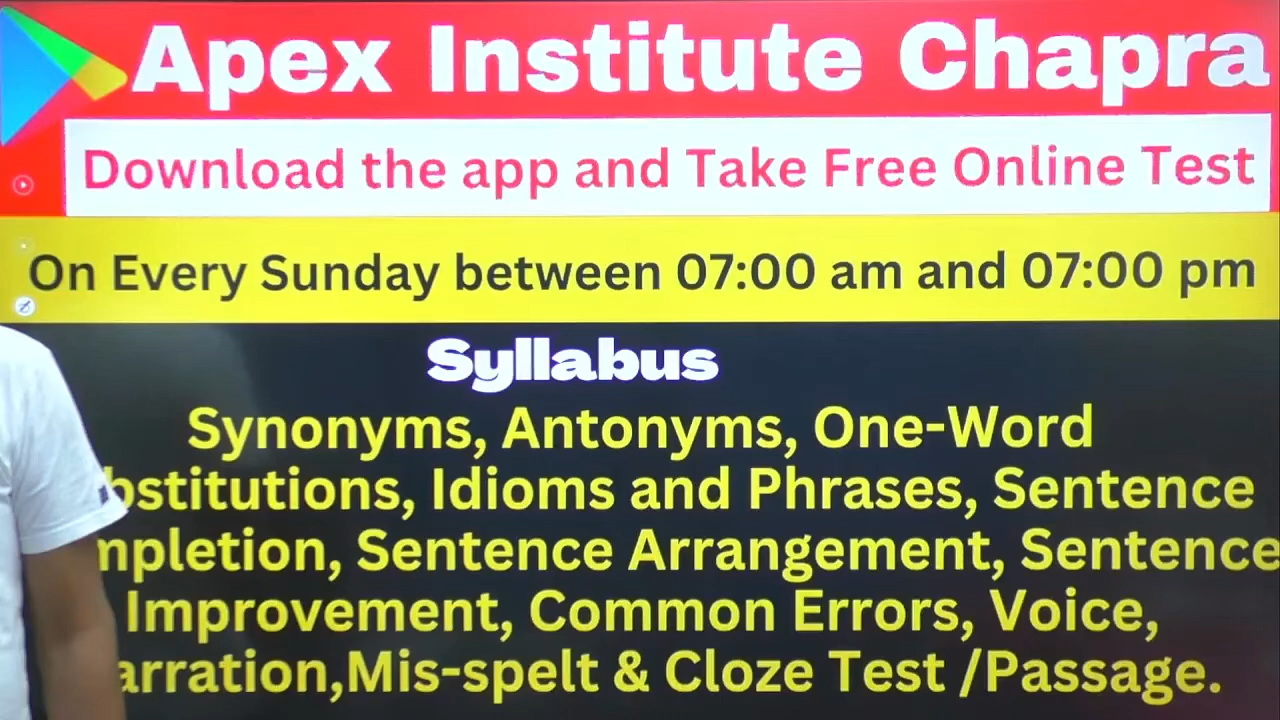 Apex Institute Chapra
Download the app and Take Free Online Test
On Every Sunday between 07:00 am and 07:00 pm
Syllabus
Synonyms, Antonyms, One-Word
bstitutions, Idioms and Phrases, Sentence
mpletion, Sentence Arrangement, Sentence
Improvement, Common Errors, Voice,
arration,Mis-spelt & Cloze Test /Passage.